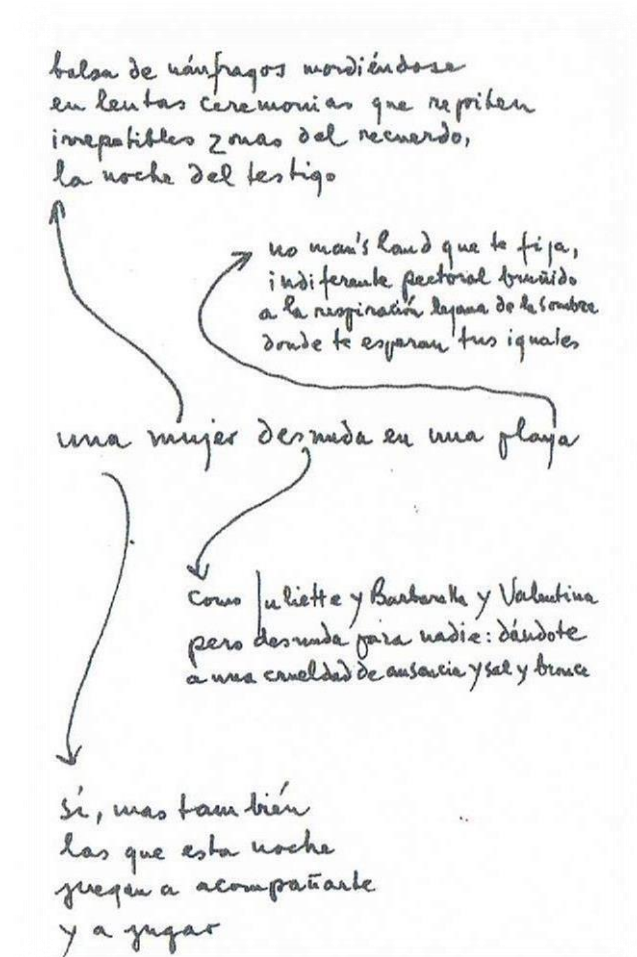 balsa de náufragos mordiéndose
en lentas ceremonias que repiten
irrepetibles zonas del recuerdo,
la noche del testigo
no man's land que te fija,
indiferente pectoral bruñido
a la respiración lejana de la sombra
donde te esperan tus iguales
una mujer desnuda en una playa
como Juliette y Barbarella y Valentina
pero desnuda para nadie: dándote
a una crueldad de ausencia y sal y bronce
sí, mas también
las que esta noche
juegan a acompañarte
y a jugar